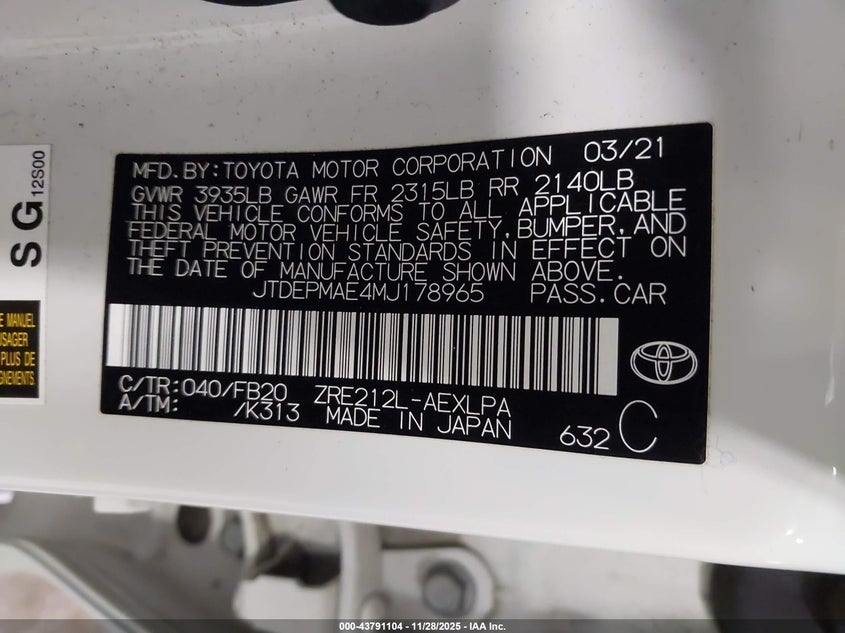 MFD.BY:TOYOTA MOTOR CORPORATION 03/21
GVWR 3935LB GAWR FR 2315LB RR 2140LB
THIS VEHICLE CONFORMS TO ALL APPLICABLE
FEDERAL MOTOR VEHICLE SAFETY,BUMPER,AND
THEFT PREVENTION STANDARDS IN EFFECT ON
THE DATE OF MANUFACTURE SHOWN ABOVE.
JTDEPMAE4MJ178965 PASS.CAR
C/TR:040/FB20 ZRE212L-AEXLPA
A/TM: /K313 MADE IN JAPAN
632 C
SG
12S00
E MANUEL
USAGER
PLUS DE
GNEMENTS.
000-43791104 | 11/28/2025 - IAA Inc.